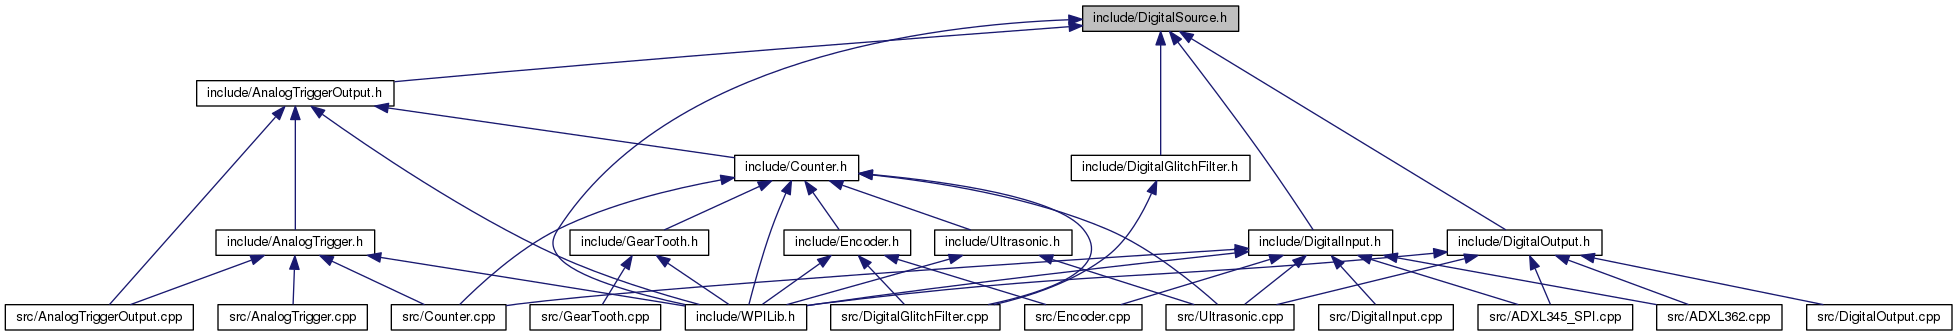 include/DigitalSource.h
include/AnalogTriggerOutput.h
include/Counter.h
include/DigitalGlitchFilter.h
include/AnalogTrigger.h
include/GearTooth.h
include/Encoder.h
include/Ultrasonic.h
include/DigitalInput.h
include/DigitalOutput.h
src/AnalogTriggerOutput.cpp
src/AnalogTrigger.cpp
src/Counter.cpp
src/GearTooth.cpp
include/WPILib.h
src/DigitalGlitchFilter.cpp
src/Encoder.cpp
src/Ultrasonic.cpp
src/DigitalInput.cpp
src/ADXL345_SPI.cpp
src/ADXL362.cpp
src/DigitalOutput.cpp